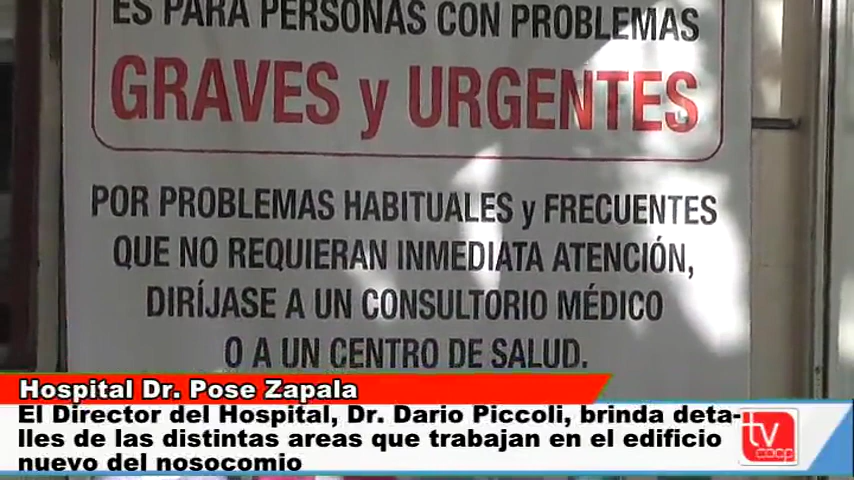 ES PARA PERSONAS CON PROBLEMAS
GRAVES y URGENTES
POR PROBLEMAS HABITUALES y FRECUENTES
QUE NO REQUIERAN INMEDIATA ATENCIÓN,
DIRÍJASE A UN CONSULTORIO MÉDICO
O A UN CENTRO DE SALUD.
Hospital Dr. Pose Zapala
El Director del Hospital, Dr. Dario Piccoli, brinda deta-
lles de las distintas areas que trabajan en el edificio
nuevo del nosocomio
tv
coop